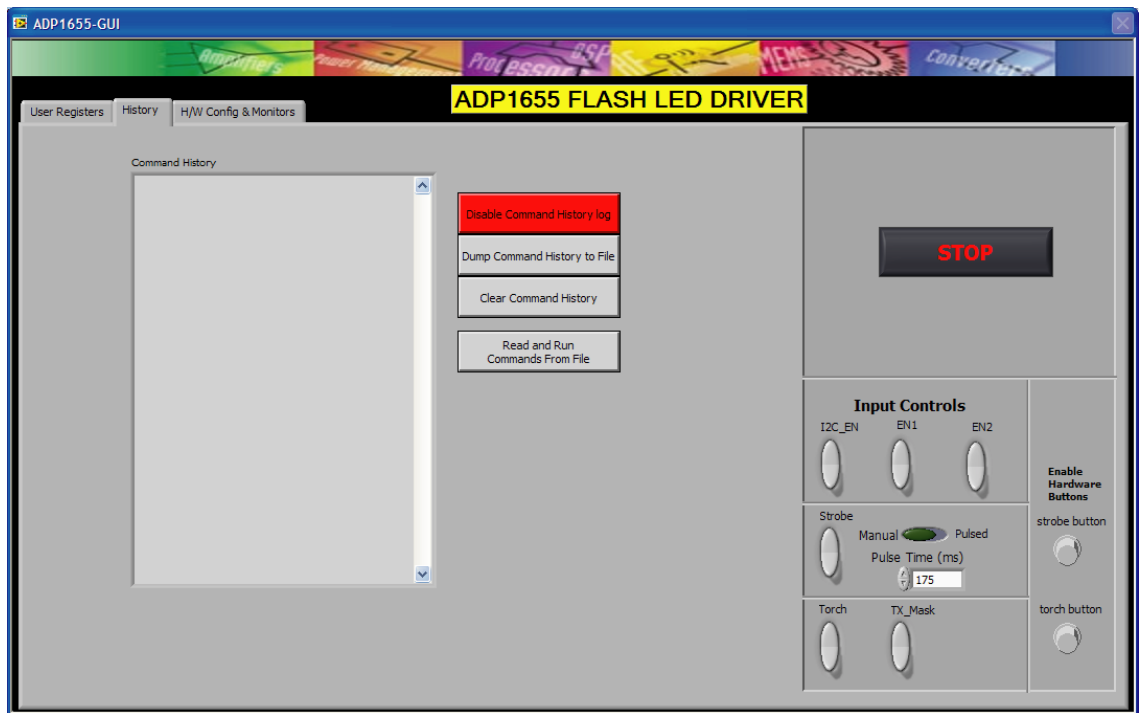 ADP1655-GUI
Amplifiers Power Management Processor DSP RF MEMS Converters
ADP1655 FLASH LED DRIVER
User Registers History H/W Config & Monitors
Command History
Disable Command History log
Dump Command History to File
Clear Command History
Read and Run
Commands From File
STOP
Input Controls
I2C_EN EN1 EN2
Enable
Hardware
Buttons
Strobe
Manual Pulsed
Pulse Time (ms)
175
strobe button
Torch TX_Mask
torch button